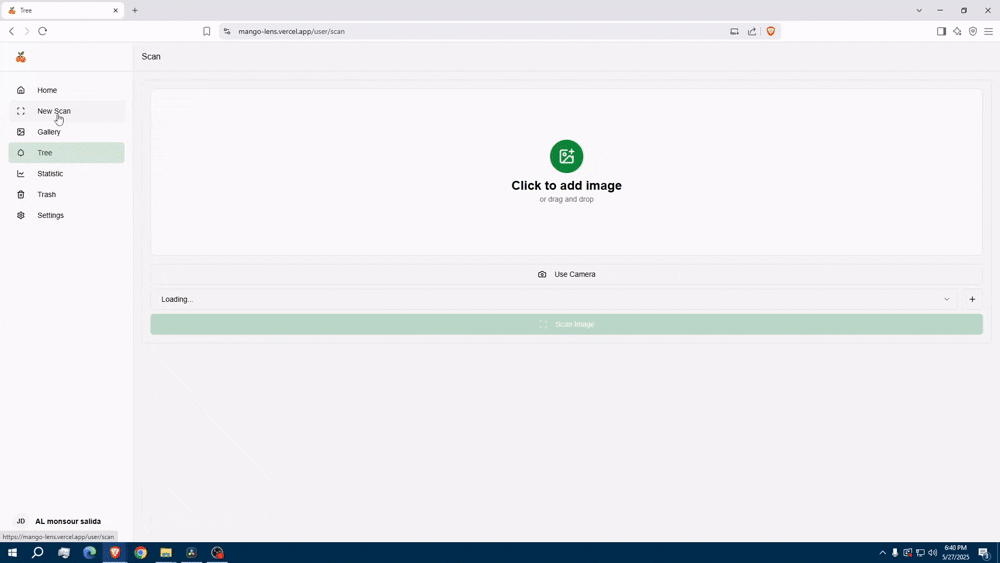 Tree
mango-lens.vercel.app/user/scan
Scan
Home
New Scan
Gallery
Tree
Statistic
Trash
Settings
Click to add image
or drag and drop
Use Camera
Loading...
Scan Image
JD AL monsour salida
https://mango-lens.vercel.app/user/scan
6:40 PM
5/27/2025
3